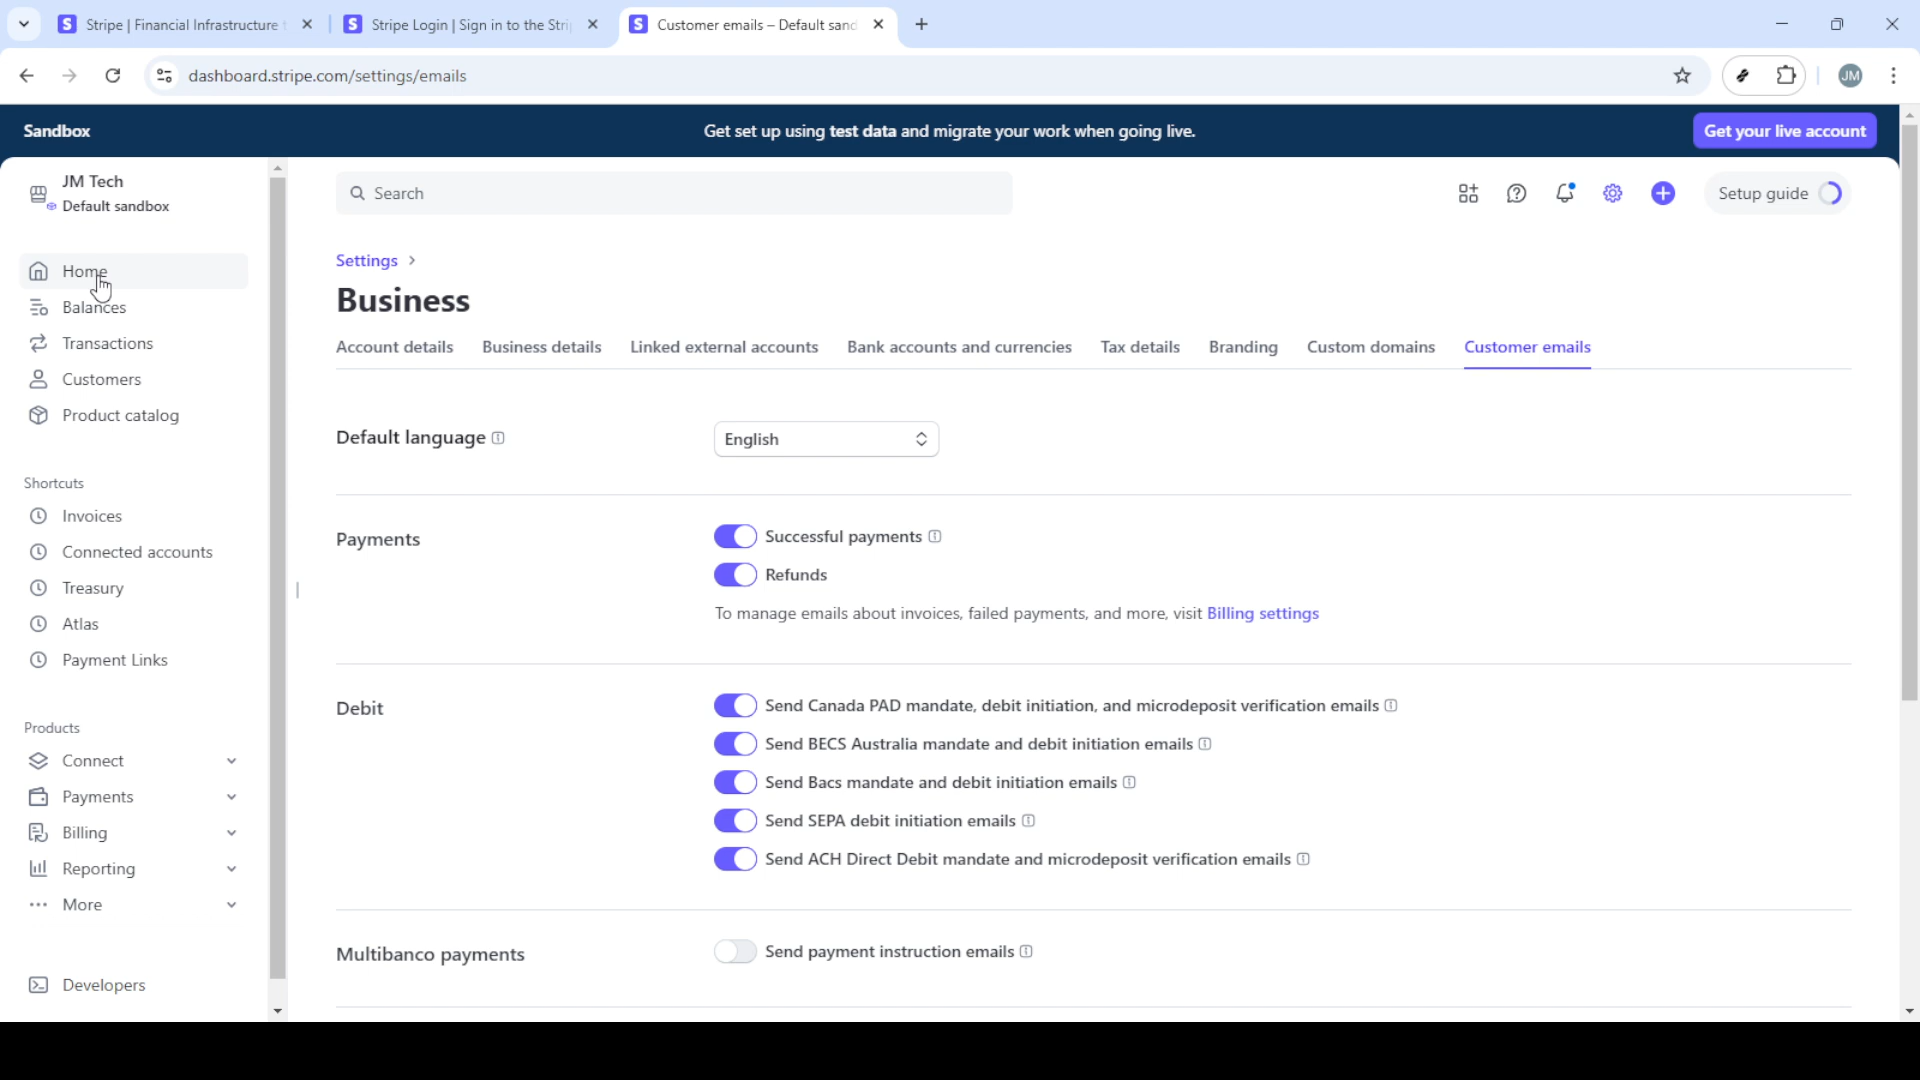 Stripe | Financial Infrastructure t
Stripe Login | Sign in to the Stri
Customer emails – Default sand
dashboard.stripe.com/settings/emails
JM
Sandbox
Get set up using test data and migrate your work when going live.
Get your live account
JM Tech
Default sandbox
Search
Setup guide
Home
Balances
Transactions
Customers
Product catalog
Shortcuts
Invoices
Connected accounts
Treasury
Atlas
Payment Links
Products
Connect
Payments
Billing
Reporting
More
Developers
Settings
Business
Account details Business details Linked external accounts Bank accounts and currencies Tax details Branding Custom domains Customer emails
Default language
English
Payments
Successful payments
Refunds
To manage emails about invoices, failed payments, and more, visit Billing settings
Debit
Send Canada PAD mandate, debit initiation, and microdeposit verification emails
Send BECS Australia mandate and debit initiation emails
Send Bacs mandate and debit initiation emails
Send SEPA debit initiation emails
Send ACH Direct Debit mandate and microdeposit verification emails
Multibanco payments
Send payment instruction emails